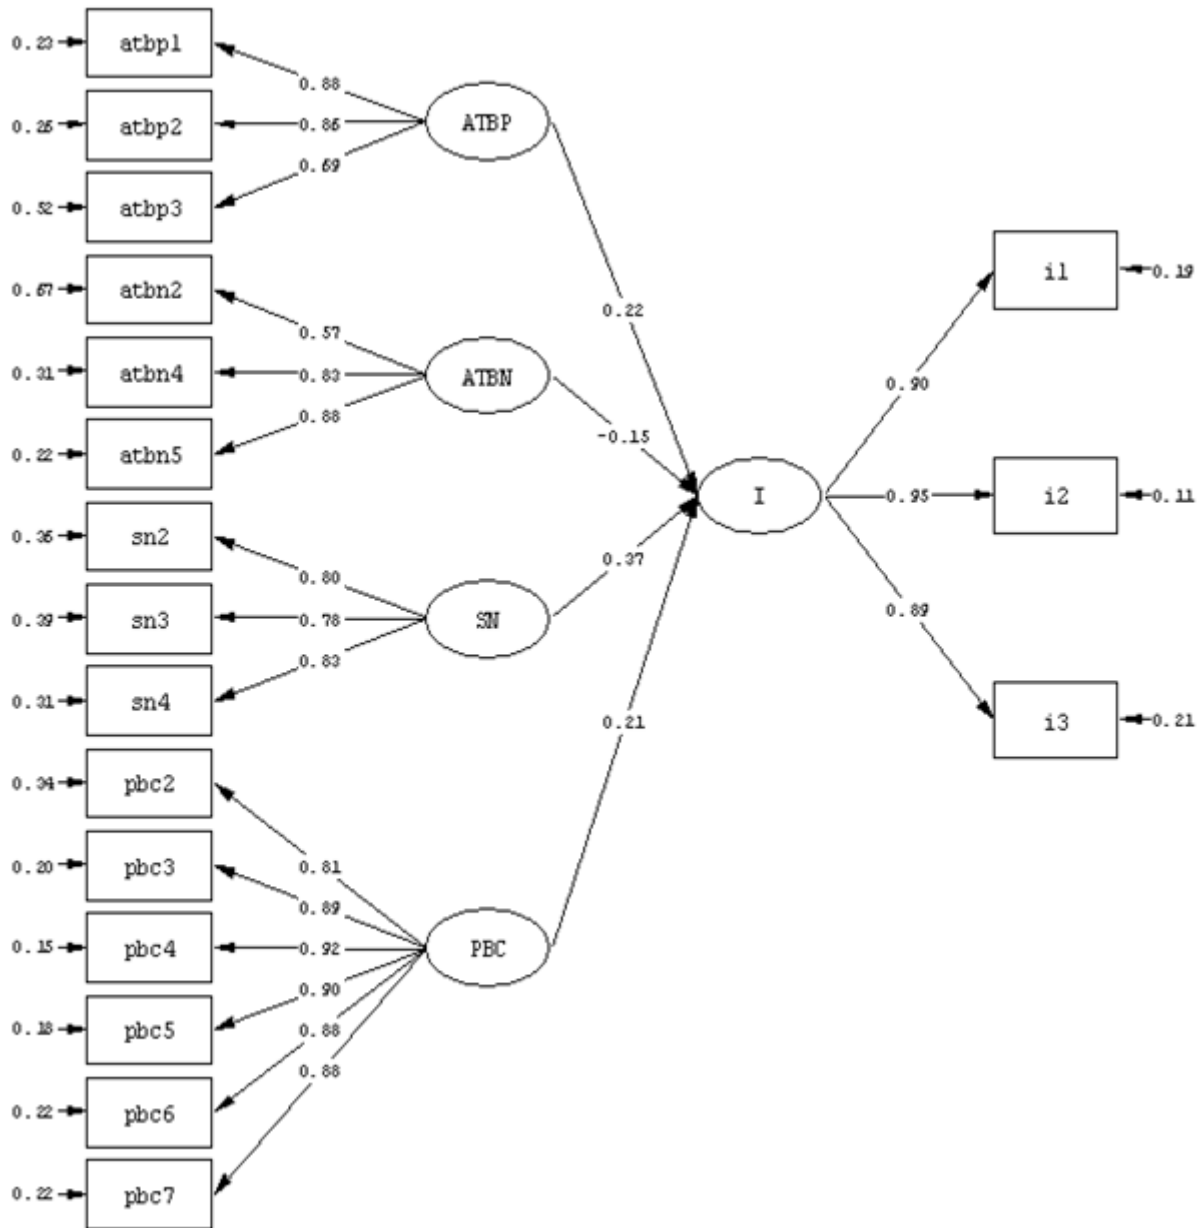 0.23 atbp1
0.88
ATBP
0.25 atbp2
0.86
0.69
0.52 atbp3
0.67 atbn2
0.57
0.22
i1 0.19
0.31 atbn4
0.83
ATBN
0.90
0.88
-0.15
0.22 atbn5
I
0.95
i2 0.11
0.36 sn2
0.80
0.37
0.39 sn3
0.78
SN
0.89
0.83
0.31 sn4
0.21
i3 0.21
0.34 pbc2
0.81
0.20 pbc3
0.89
0.15 pbc4
0.92
PBC
0.90
0.18 pbc5
0.88
0.88
0.22 pbc6
0.22 pbc7